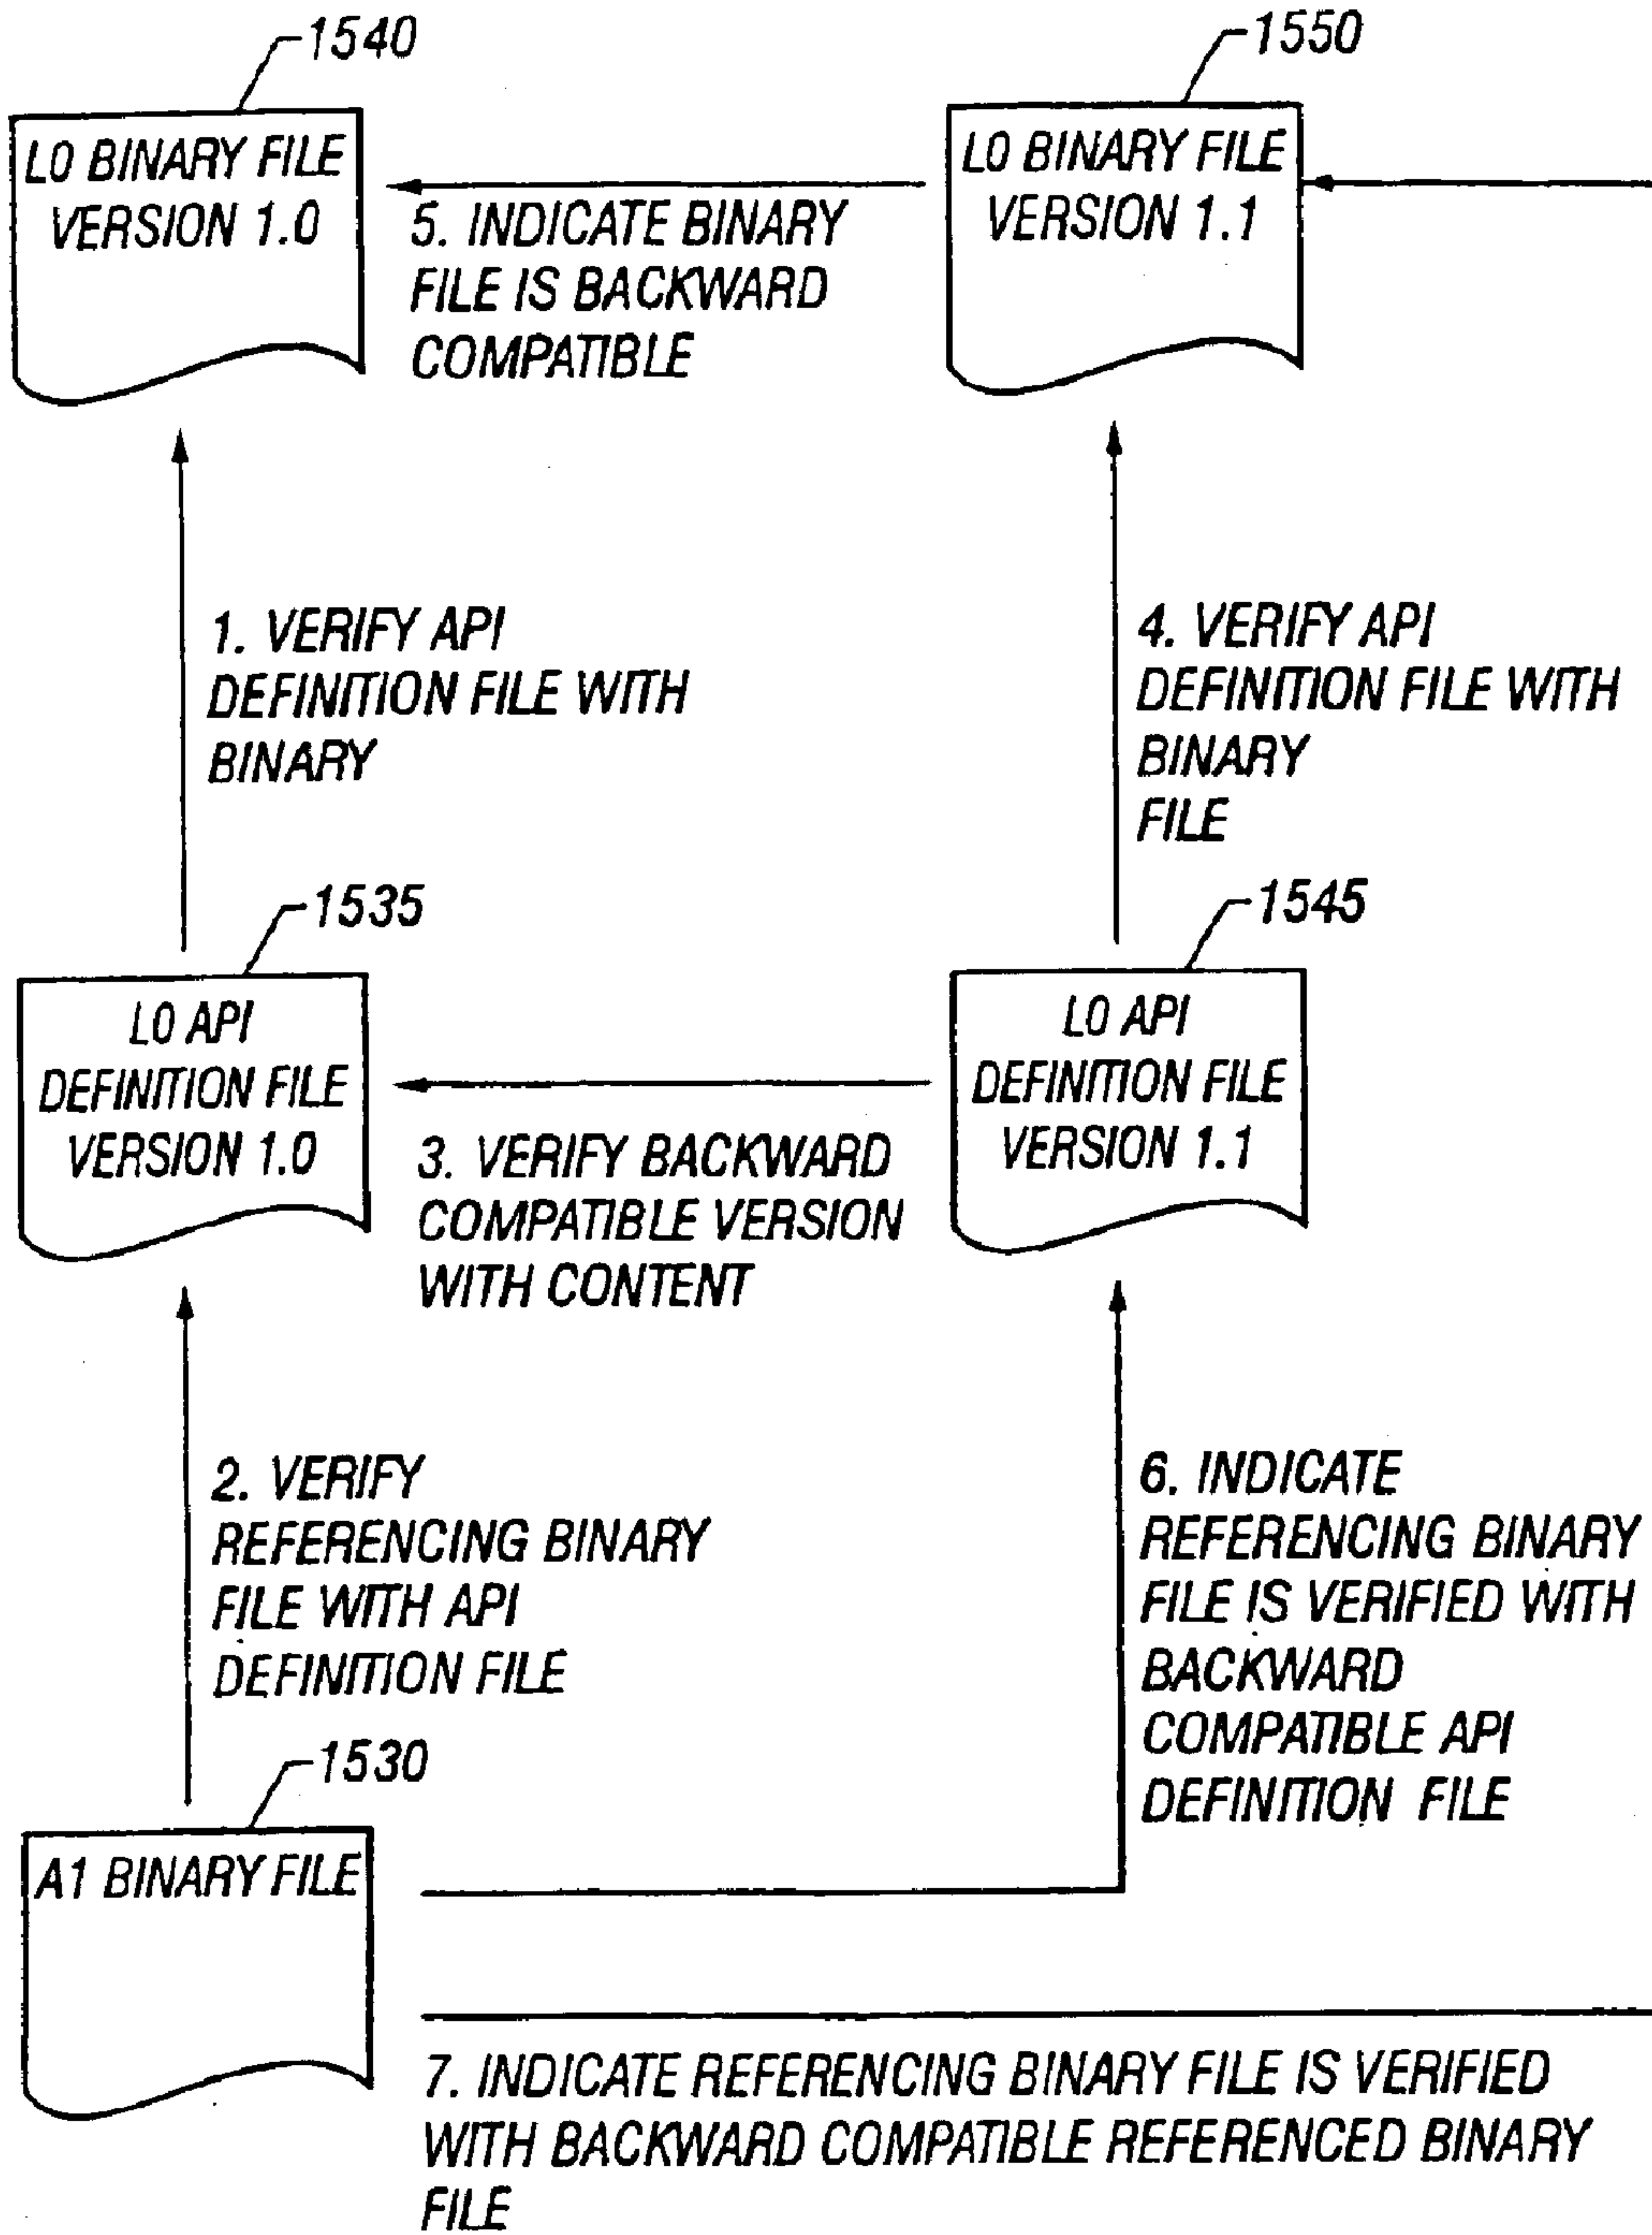 1540
1550
L0 BINARY FILE
VERSION 1.0
L0 BINARY FILE
VERSION 1.1
5. INDICATE BINARY
FILE IS BACKWARD
COMPATIBLE
1. VERIFY API
DEFINITION FILE WITH
BINARY
4. VERIFY API
DEFINITION FILE WITH
BINARY
FILE
1535
1545
L0 API
DEFINITION FILE
VERSION 1.0
L0 API
DEFINITION FILE
VERSION 1.1
3. VERIFY BACKWARD
COMPATIBLE VERSION
WITH CONTENT
2. VERIFY
REFERENCING BINARY
FILE WITH API
DEFINITION FILE
6. INDICATE
REFERENCING BINARY
FILE IS VERIFIED WITH
BACKWARD
COMPATIBLE API
DEFINITION FILE
1530
A1 BINARY FILE
7. INDICATE REFERENCING BINARY FILE IS VERIFIED
WITH BACKWARD COMPATIBLE REFERENCED BINARY
FILE